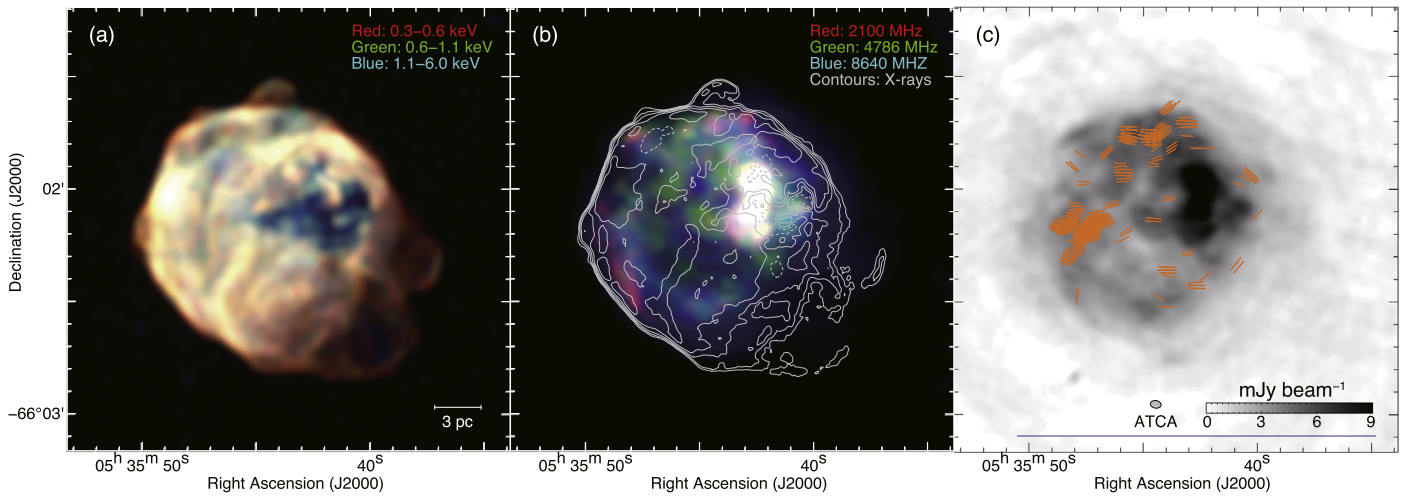 (a)
Red: 0.3–0.6 keV
Green: 0.6–1.1 keV
Blue: 1.1–6.0 keV
(b)
Red: 2100 MHz
Green: 4786 MHz
Blue: 8640 MHZ
Contours: X-rays
(c)
Declination (J2000)
02'
−66°03'
3 pc
mJy beam⁻¹
ATCA
0 3 6 9
05h 35m 50s
40s
05h 35m 50s
40s
05h 35m 50s
40s
Right Ascension (J2000)
Right Ascension (J2000)
Right Ascension (J2000)